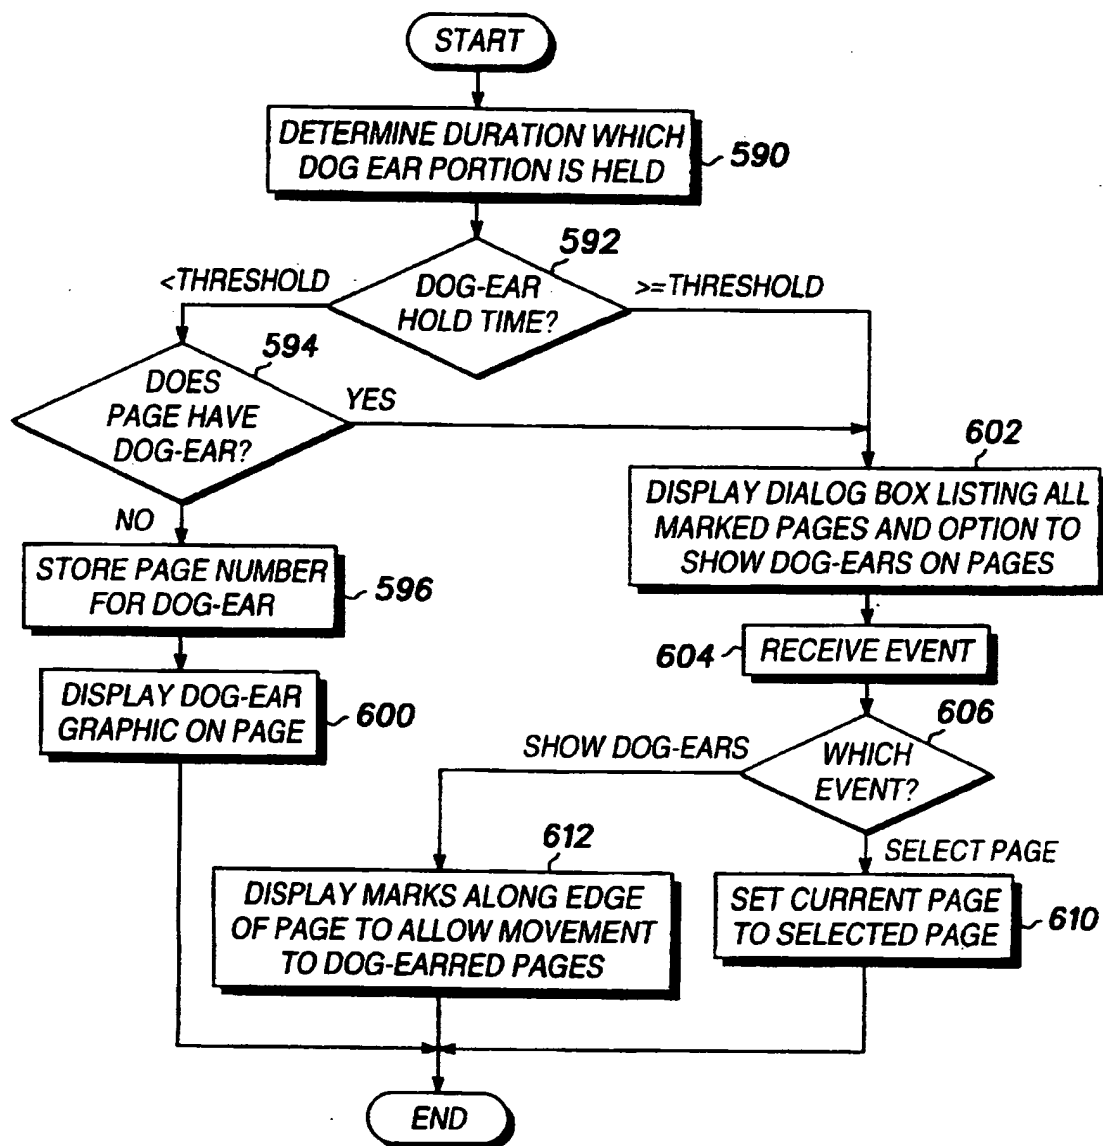 START
DETERMINE DURATION WHICH
DOG EAR PORTION IS HELD
590
592
<THRESHOLD
DOG-EAR
HOLD TIME?
>=THRESHOLD
594
DOES
PAGE HAVE
DOG-EAR?
YES
NO
602
DISPLAY DIALOG BOX LISTING ALL
MARKED PAGES AND OPTION TO
SHOW DOG-EARS ON PAGES
STORE PAGE NUMBER
FOR DOG-EAR
596
604
RECEIVE EVENT
DISPLAY DOG-EAR
GRAPHIC ON PAGE
600
606
SHOW DOG-EARS
WHICH
EVENT?
SELECT PAGE
612
DISPLAY MARKS ALONG EDGE
OF PAGE TO ALLOW MOVEMENT
TO DOG-EARRED PAGES
SET CURRENT PAGE
TO SELECTED PAGE
610
END